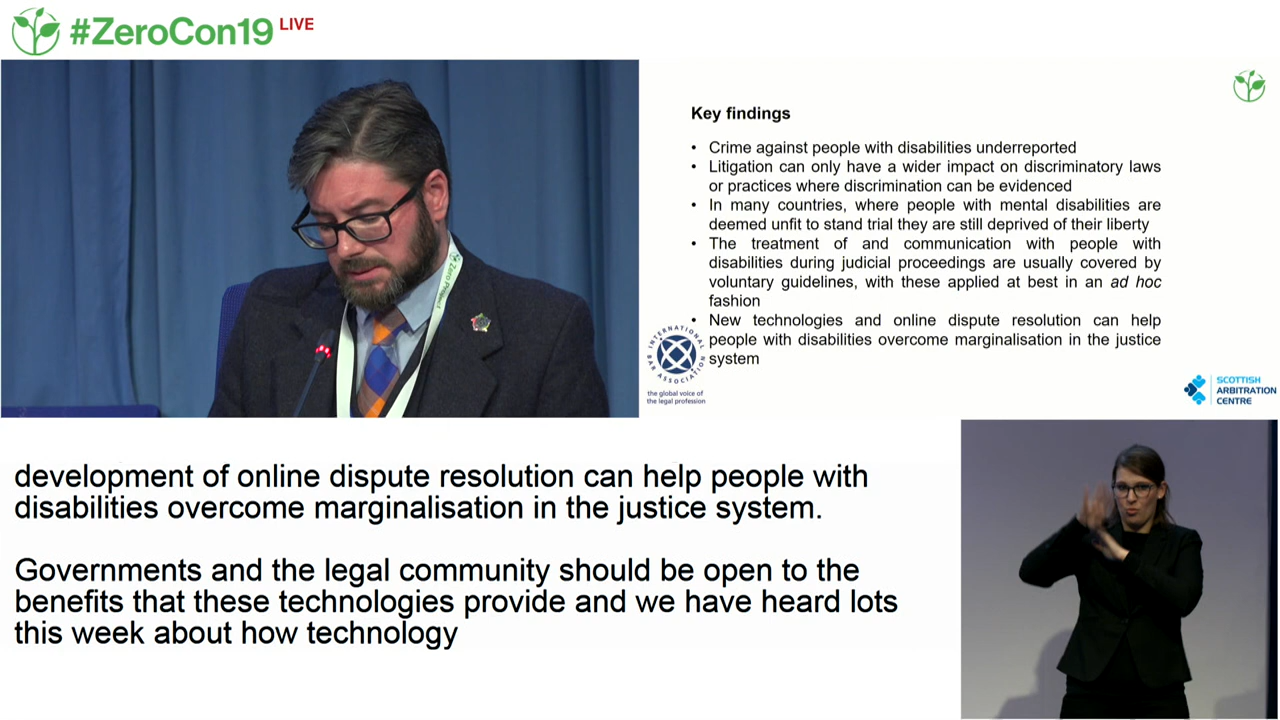 #ZeroCon19 LIVE
Key findings
• Crime against people with disabilities underreported
• Litigation can only have a wider impact on discriminatory laws
or practices where discrimination can be evidenced
• In many countries, where people with mental disabilities are
deemed unfit to stand trial they are still deprived of their liberty
• The treatment of and communication with people with
disabilities during judicial proceedings are usually covered by
voluntary guidelines, with these applied at best in an ad hoc
fashion
• New technologies and online dispute resolution can help
people with disabilities overcome marginalisation in the justice
system
INTERNATIONAL
BAR ASSOCIATION
the global voice of
the legal profession
SCOTTISH
ARBITRATION
CENTRE
Zero Project
development of online dispute resolution can help people with
disabilities overcome marginalisation in the justice system.
Governments and the legal community should be open to the
benefits that these technologies provide and we have heard lots
this week about how technology